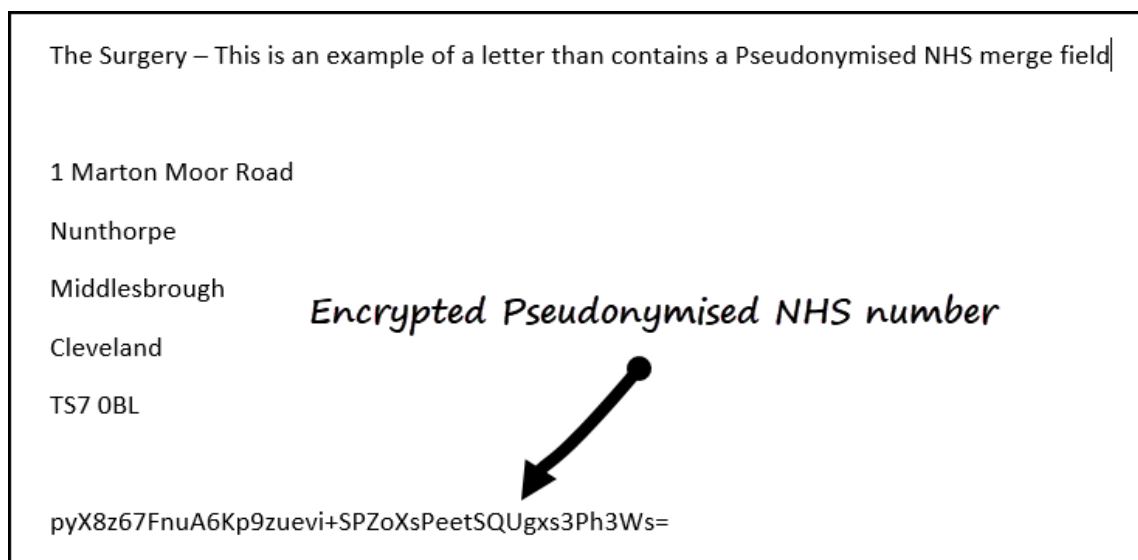 The Surgery – This is an example of a letter than contains a Pseudonymised NHS merge field
1 Marton Moor Road
Nunthorpe
Middlesbrough
Encrypted Pseudonymised NHS number
Cleveland
TS7 0BL
pyX8z67FnuA6Kp9zuevi+SPZoXsPeetSQUgxs3Ph3Ws=